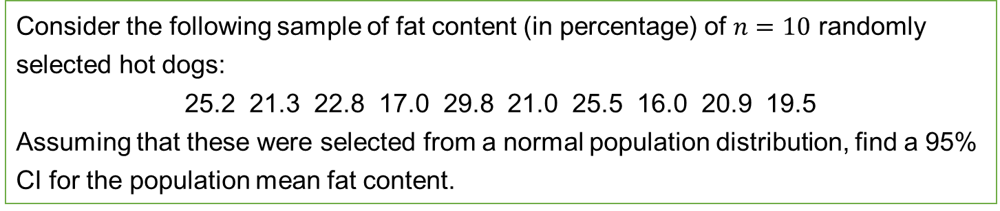 Consider the following sample of fat content (in percentage) of n = 10 randomly
selected hot dogs:
25.2 21.3 22.8 17.0 29.8 21.0 25.5 16.0 20.9 19.5
Assuming that these were selected from a normal population distribution, find a 95%
CI for the population mean fat content.